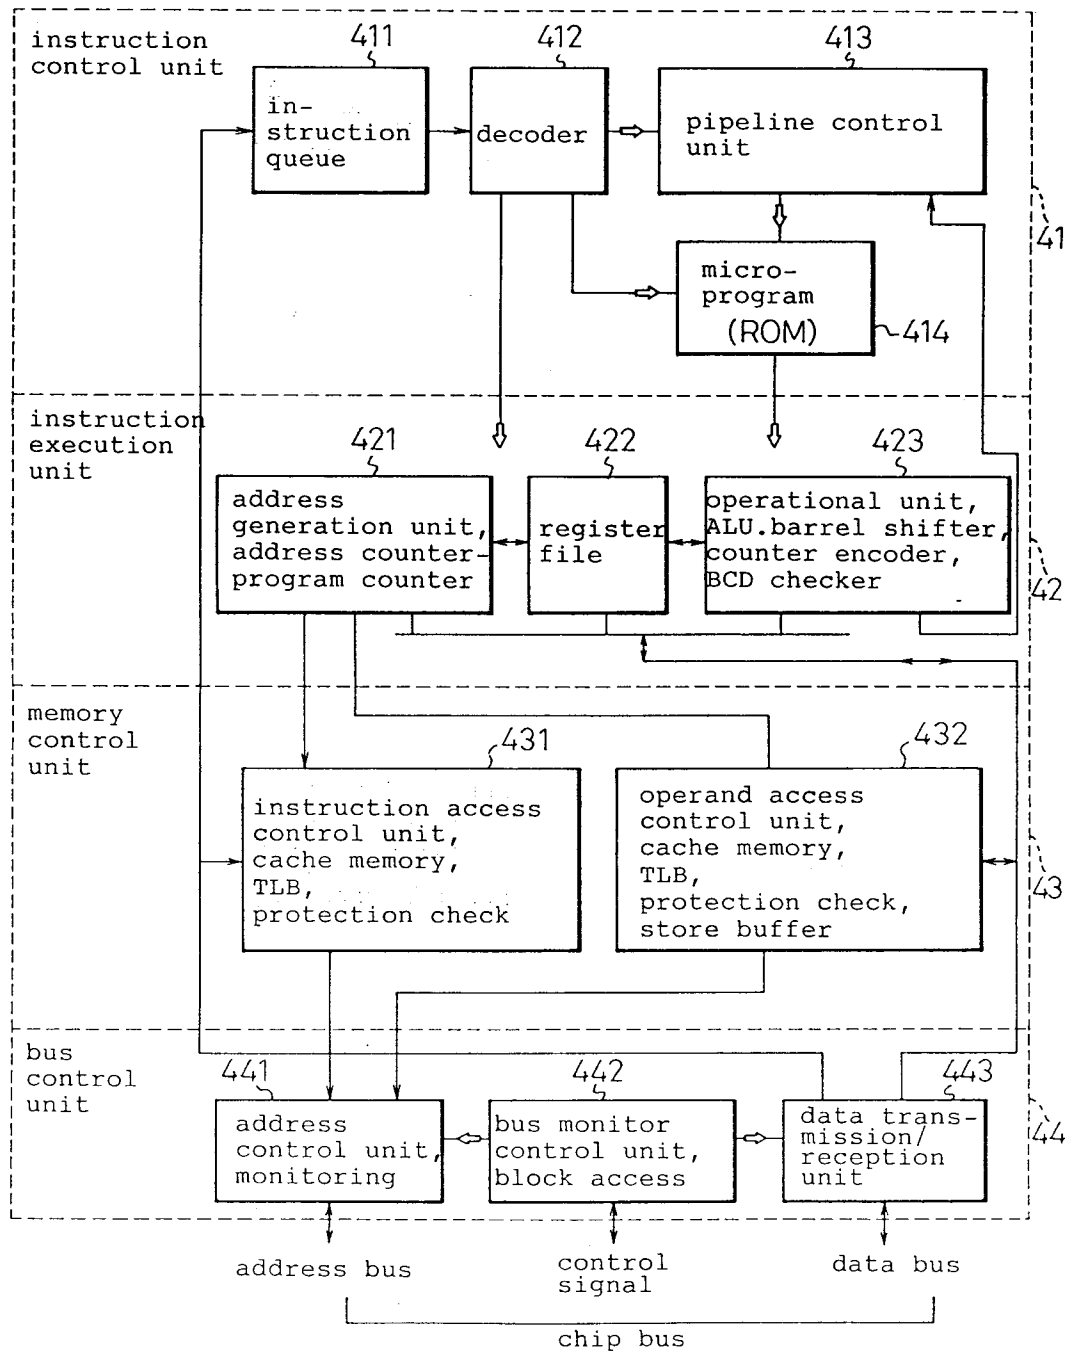 instruction
control unit
411
412
413
in-
struction
queue
decoder
pipeline control
unit
41
micro-
program
(ROM)
414
instruction
execution
unit
421
422
423
address
generation unit,
address counter-
program counter
register
file
operational unit,
ALU.barrel shifter,
counter encoder,
BCD checker
42
memory
control
unit
431
432
instruction access
control unit,
cache memory,
TLB,
protection check
operand access
control unit,
cache memory,
TLB,
protection check,
store buffer
43
bus
control
unit
441
442
443
address
control unit,
monitoring
bus monitor
control unit,
block access
data trans-
mission/
reception
unit
44
address bus
control
signal
data bus
chip bus